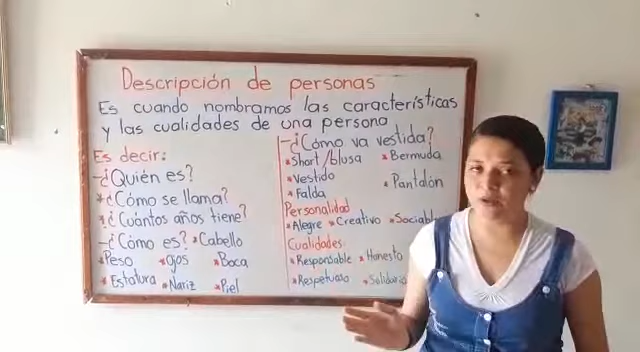 Descripción de personas
Es cuando nombramos las características
y las cualidades de una persona
Es decir:
-¿Quién es?
*¿Cómo se llama?
*¿Cuántos años tiene?
-¿Cómo es? *Cabello
*Peso *ojos *Boca
*Estatura *Nariz *Piel
-¿Cómo va vestida?
*Short/blusa *Bermuda
*Vestido
*Pantalón
*Falda
Personalidad
*Alegre *Creativo *Sociable
Cualidades:
*Responsable *Honesto
*Respetuoso *Solidario